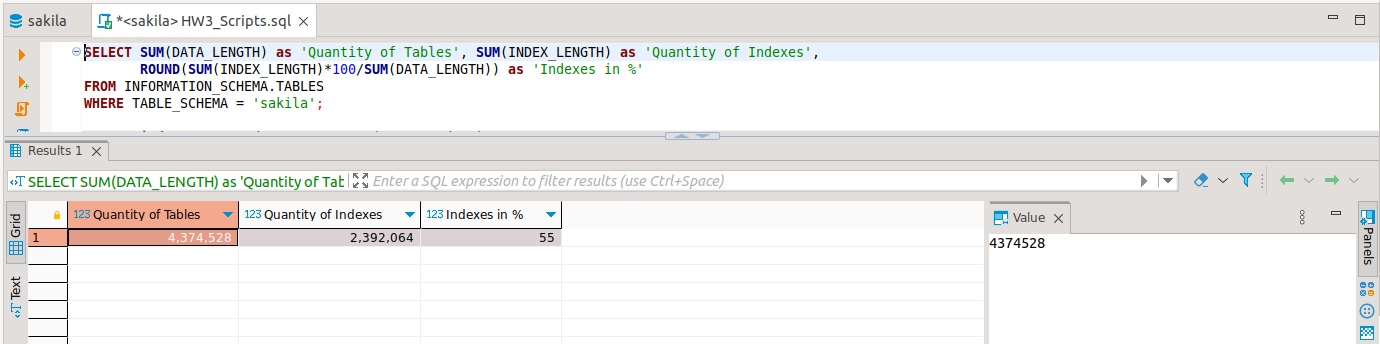 sakila
*<sakila> HW3_Scripts.sql
SELECT SUM(DATA_LENGTH) as 'Quantity of Tables', SUM(INDEX_LENGTH) as 'Quantity of Indexes',
ROUND(SUM(INDEX_LENGTH)*100/SUM(DATA_LENGTH)) as 'Indexes in %'
FROM INFORMATION_SCHEMA.TABLES
WHERE TABLE_SCHEMA = 'sakila';
Results 1
SELECT SUM(DATA_LENGTH) as 'Quantity of Tab
Enter a SQL expression to filter results (use Ctrl+Space)
Grid
Text
123 Quantity of Tables 123 Quantity of Indexes 123 Indexes in %
1 4,374,528 2,392,064 55
Value
4374528
Panels